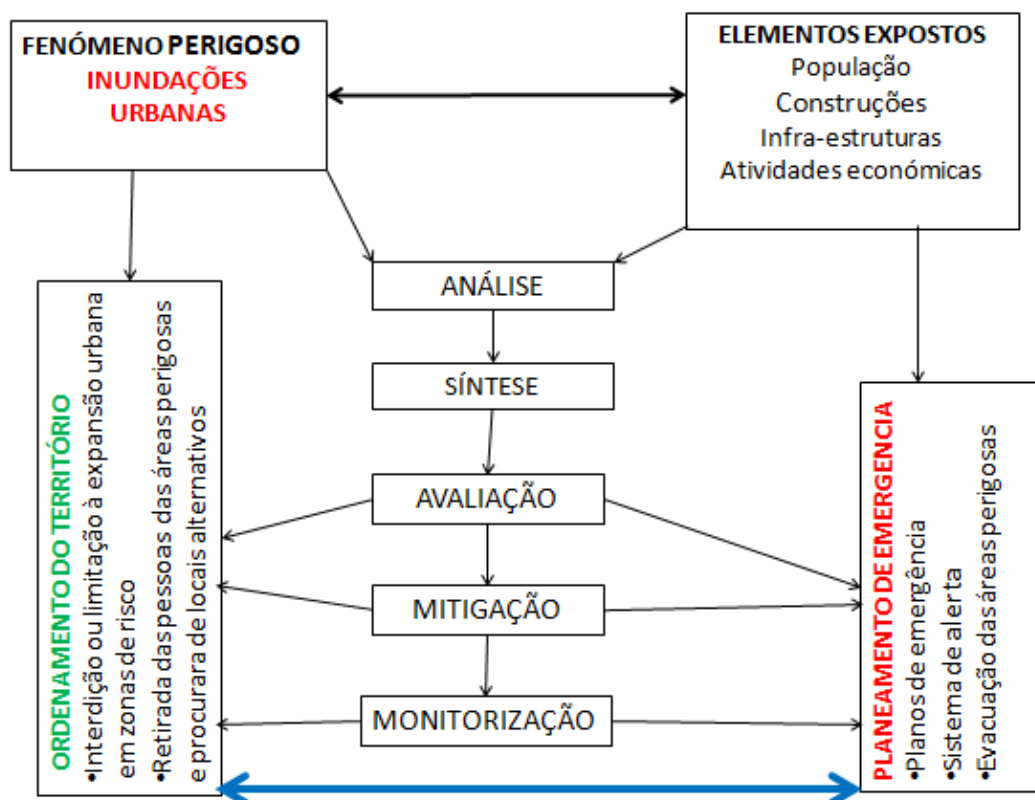 FENÓMENO PERIGOSO
INUNDAÇÕES
URBANAS
ELEMENTOS EXPOSTOS
População
Construções
Infra-estruturas
Atividades económicas
ANÁLISE
SÍNTESE
AVALIAÇÃO
MITIGAÇÃO
MONITORIZAÇÃO
ORDENAMENTO DO TERRITÓRIO
•Interdição ou limitação à expansão urbana
em zonas de risco
•Retirada das pessoas das áreas perigosas
e procurara de locais alternativos
PLANEAMENTO DE EMERGENCIA
•Planos de emergência
•Sistema de alerta
•Evacuação das áreas perigosas